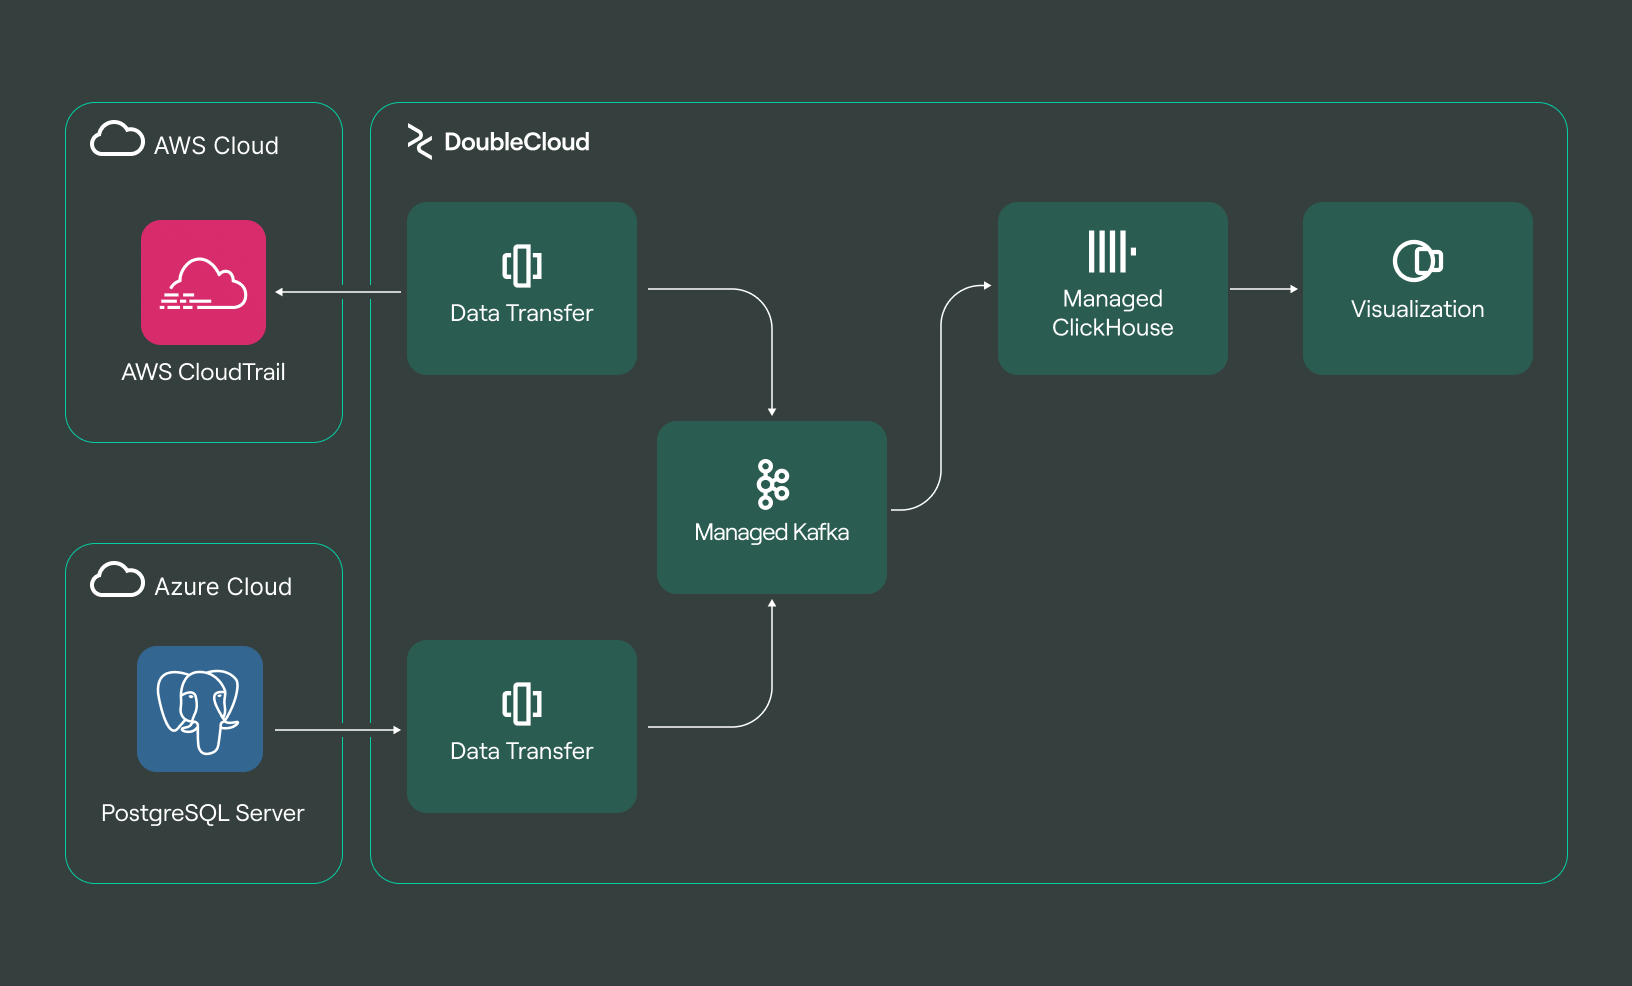 AWS Cloud
AWS CloudTrail
DoubleCloud
Data Transfer
Managed
ClickHouse
Visualization
Managed Kafka
Azure Cloud
PostgreSQL Server
Data Transfer